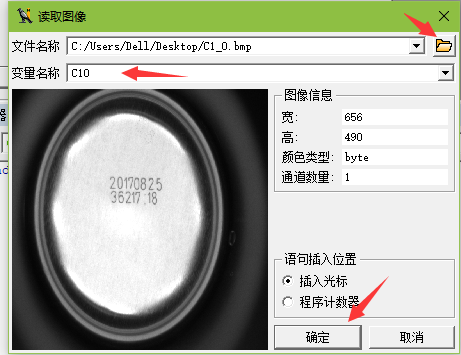 读取图像
文件名称 C:/Users/Dell/Desktop/C1_0.bmp
变量名称 C10
图像信息
宽: 656
高: 490
颜色类型: byte
通道数量: 1
20170825
36217:18
语句插入位置
插入光标
程序计数器
确定 取消